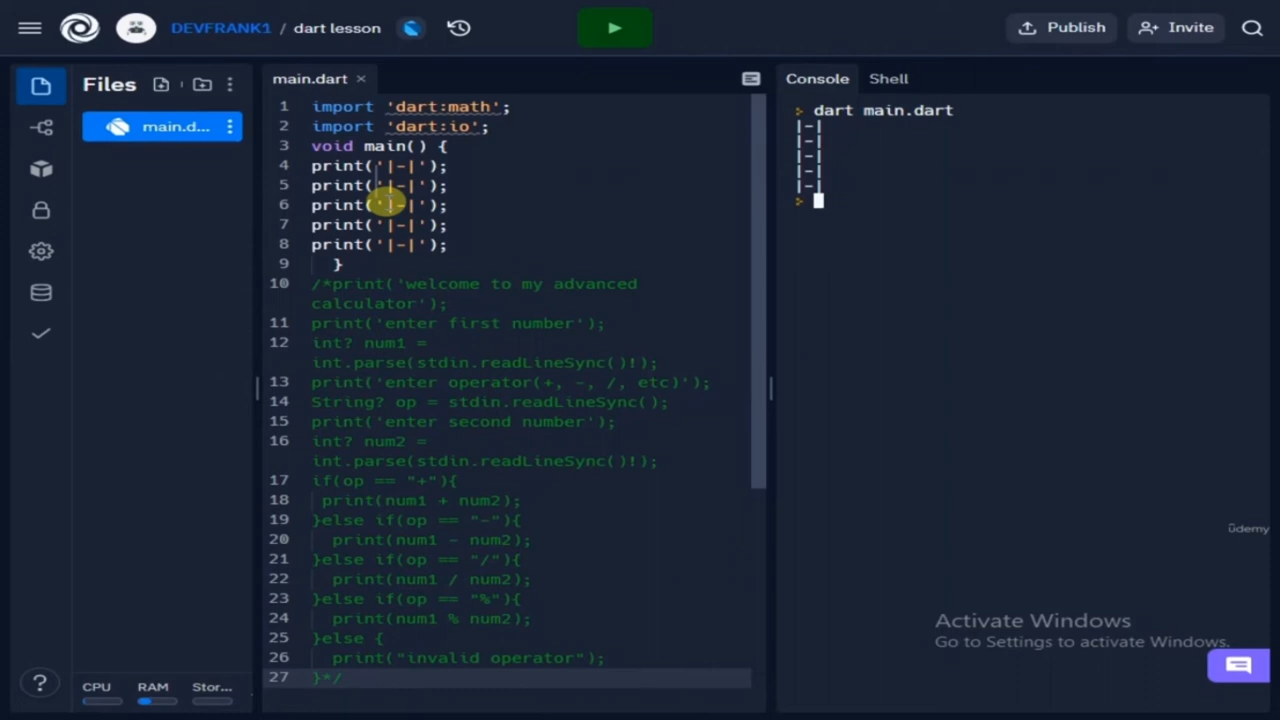 DEVFRANK1 / dart lesson
Publish
Invite
Files
main.d...
main.dart ×
1 import 'dart:math';
2 import 'dart:io';
3 void main() {
4 print('|-|');
5 print('|-|');
6 print('|-|');
7 print('|-|');
8 print('|-|');
9 }
10 /*print('welcome to my advanced
calculator');
11 print('enter first number');
12 int? num1 =
int.parse(stdin.readLineSync()!);
13 print('enter operator(+, -, /, etc)');
14 String? op = stdin.readLineSync();
15 print('enter second number');
16 int? num2 =
int.parse(stdin.readLineSync()!);
17 if(op == "+"){
18 print(num1 + num2);
19 }else if(op == "-"){
20 print(num1 - num2);
21 }else if(op == "/"){
22 print(num1 / num2);
23 }else if(op == "%"){
24 print(num1 % num2);
25 }else {
26 print("invalid operator");
27 }*/
Console
Shell
> dart main.dart
|-|
|-|
|-|
|-|
|-|
>
udemy
Activate Windows
Go to Settings to activate Windows.
?
CPU
RAM
Stor...